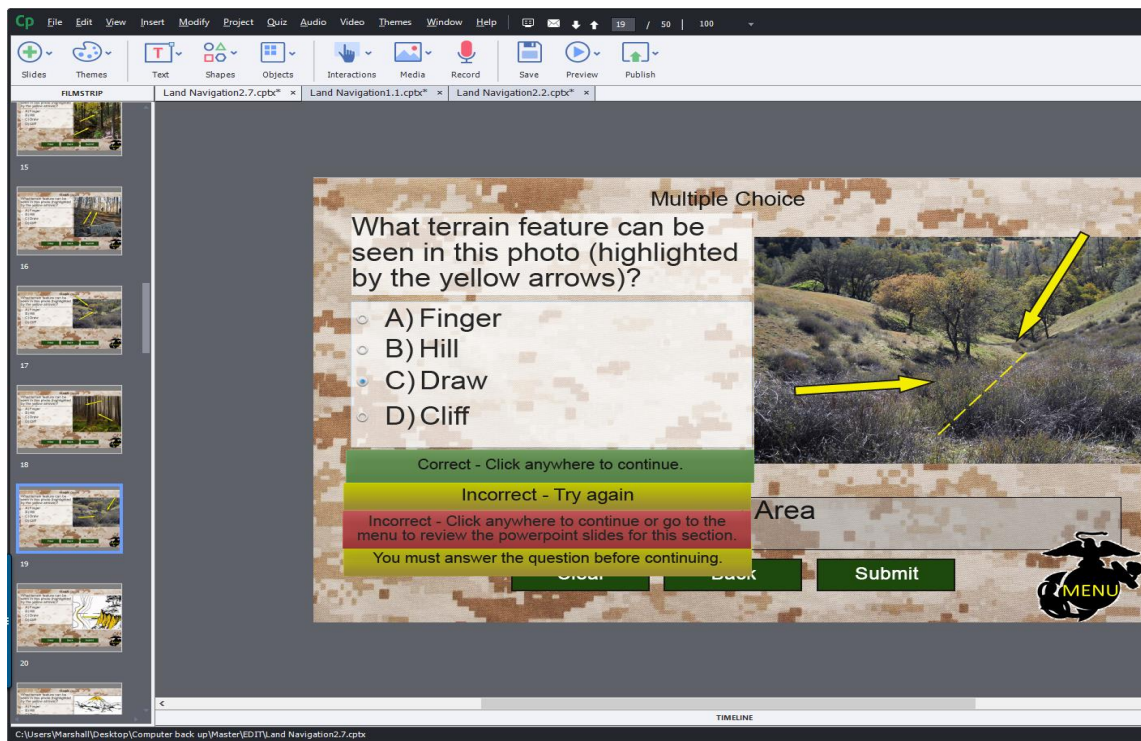 Cp File Edit View Insert Modify Project Quiz Audio Video Themes Window Help 19 / 50 100
Slides Themes Text Shapes Objects Interactions Media Record Save Preview Publish
FILMSTRIP
Land Navigation2.7.cptx* × Land Navigation1.1.cptx* × Land Navigation2.2.cptx* ×
15
16
17
18
19
20
Multiple Choice
What terrain feature can be
seen in this photo (highlighted
by the yellow arrows)?
A) Finger
B) Hill
C) Draw
D) Cliff
Correct - Click anywhere to continue.
Incorrect - Try again
Incorrect - Click anywhere to continue or go to the
menu to review the powerpoint slides for this section.
You must answer the question before continuing.
Area
Clear Back Submit
MENU
TIMELINE
C:\Users\Marshall\Desktop\Computer back up\Master\EDIT\Land Navigation2.7.cptx